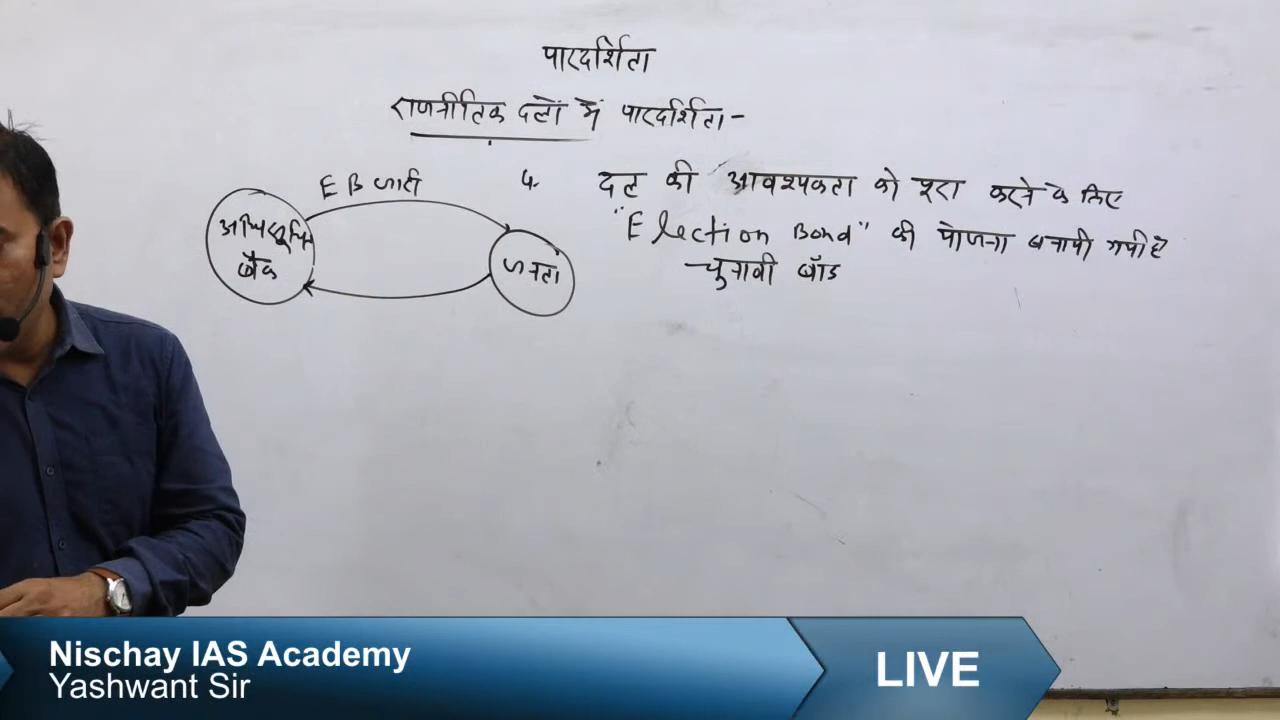 पारदर्शिता
राजनीतिक दलों में पारदर्शिता -
EB जारी
अधिसूचित
बैंक
जनता
4. दल की आवश्यकता को पूरा करने के लिए
"Election Bond" की योजना बनायी गयी है
चुनावी बॉंड
Nischay IAS Academy
Yashwant Sir
LIVE